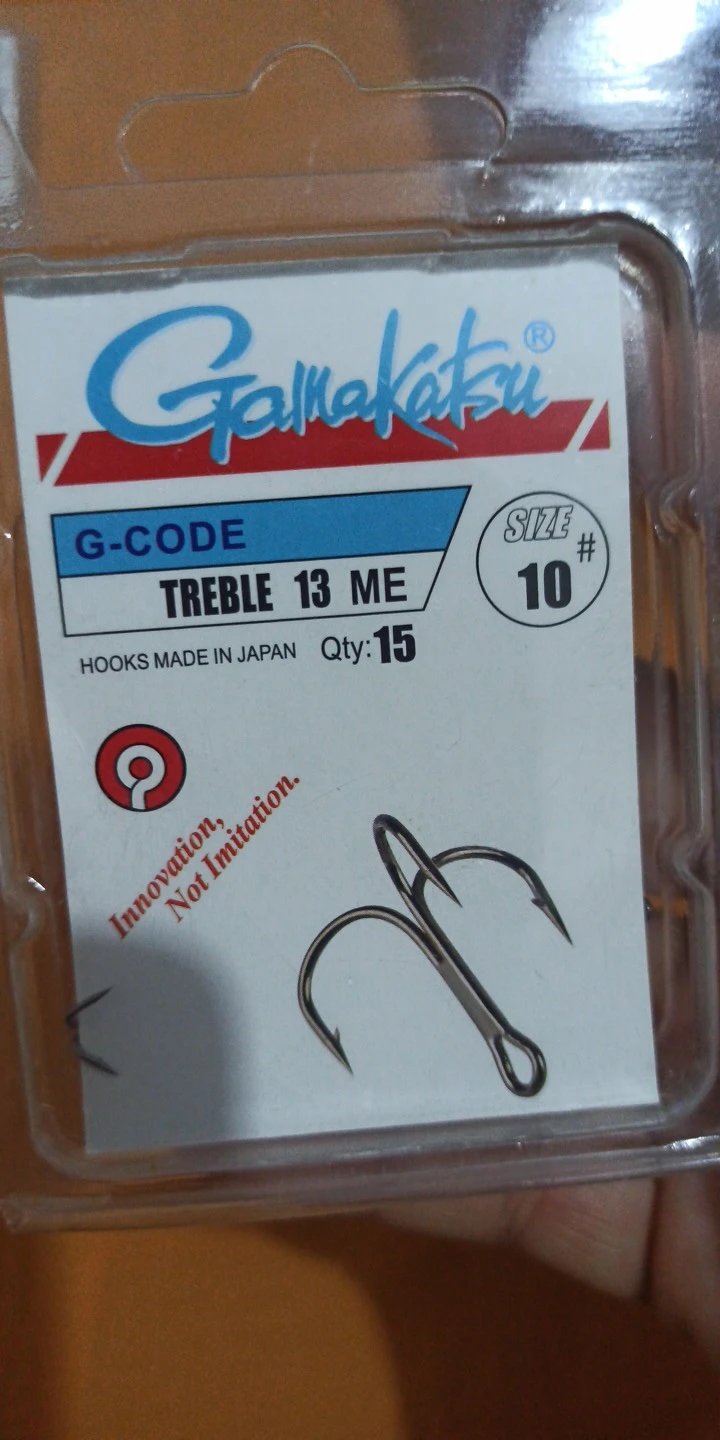 Gamakatsu®
G-CODE
TREBLE 13 ME
SIZE
# 10
HOOKS MADE IN JAPAN Qty:15
Innovation,
Not Imitation.